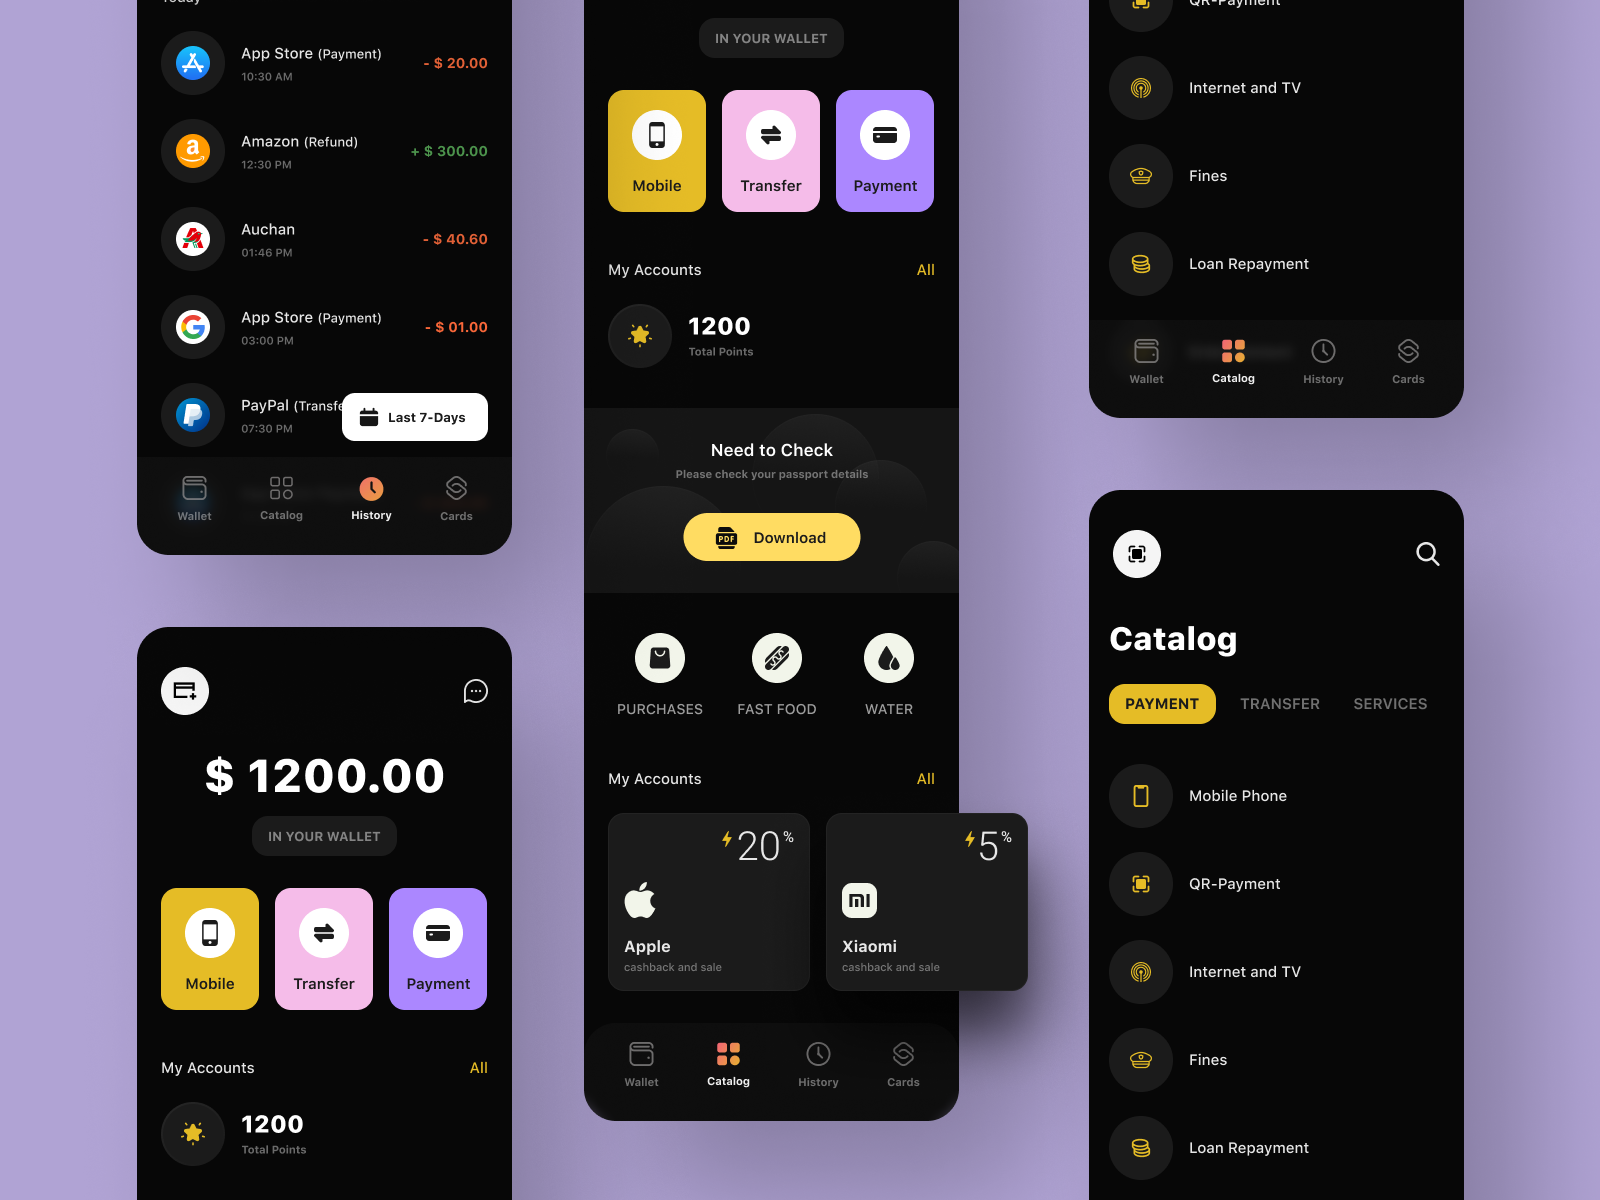 Today
App Store (Payment)
10:30 AM
- $ 20.00
Amazon (Refund)
12:30 PM
+ $ 300.00
Auchan
01:46 PM
- $ 40.60
App Store (Payment)
03:00 PM
- $ 01.00
PayPal (Transfe
07:30 PM
Last 7-Days
Wallet
Catalog
History
Cards
$ 1200.00
IN YOUR WALLET
Mobile
Transfer
Payment
My Accounts
All
1200
Total Points
IN YOUR WALLET
Mobile
Transfer
Payment
My Accounts
All
1200
Total Points
Need to Check
Please check your passport details
PDF
Download
PURCHASES
FAST FOOD
WATER
My Accounts
All
20%
Apple
cashback and sale
5%
Xiaomi
cashback and sale
Wallet
Catalog
History
Cards
QR-Payment
Internet and TV
Fines
Loan Repayment
Wallet
Catalog
History
Cards
Catalog
PAYMENT
TRANSFER
SERVICES
Mobile Phone
QR-Payment
Internet and TV
Fines
Loan Repayment